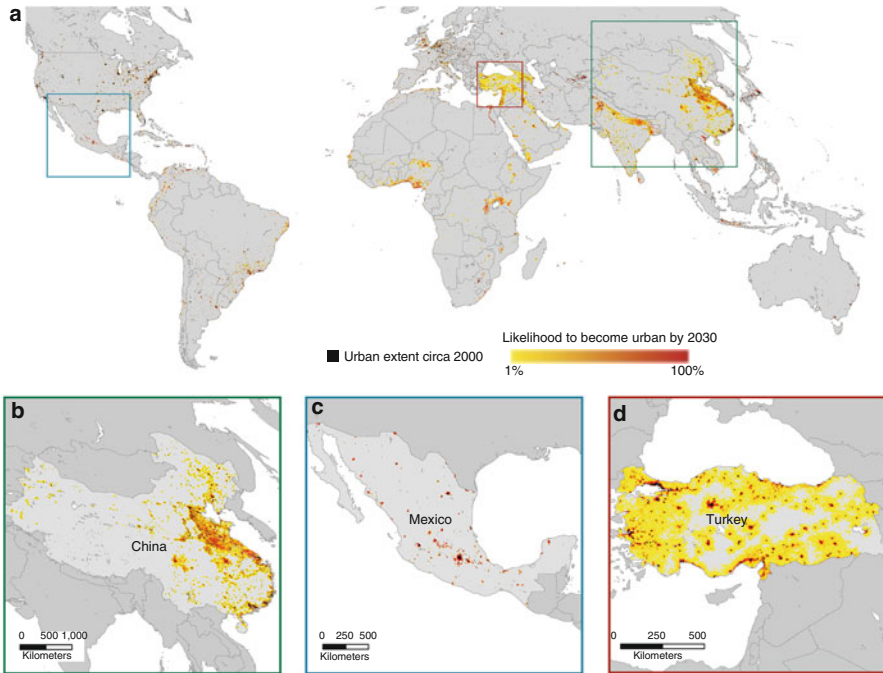 a
Likelihood to become urban by 2030
Urban extent circa 2000
1% 100%
b
China
0 500 1,000
Kilometers
c
Mexico
0 250 500
Kilometers
d
Turkey
0 250 500
Kilometers